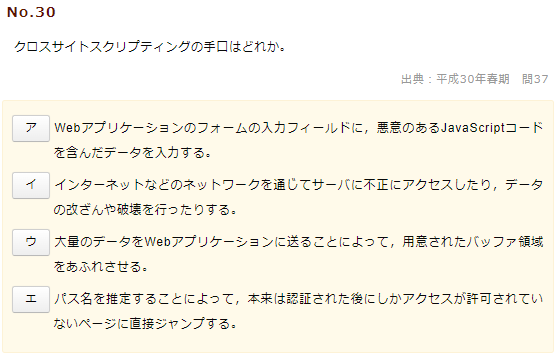 No.30
クロスサイトスクリプティングの手口はどれか。
出典：平成30年春期　問37
ア　Webアプリケーションのフォームの入力フィールドに，悪意のあるJavaScriptコード
を含んだデータを入力する。
イ　インターネットなどのネットワークを通じてサーバに不正にアクセスしたり，データ
の改ざんや破壊を行ったりする。
ウ　大量のデータをWebアプリケーションに送ることによって，用意されたバッファ領域
をあふれさせる。
エ　パス名を推定することによって，本来は認証された後にしかアクセスが許可されてい
ないページに直接ジャンプする。